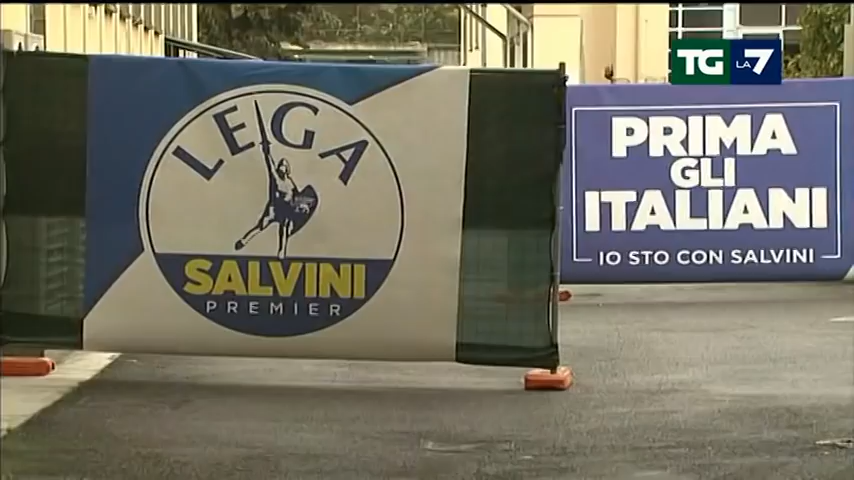 TG LA7
LEGA
SALVINI
PREMIER
PRIMA
GLI
ITALIANI
IO STO CON SALVINI